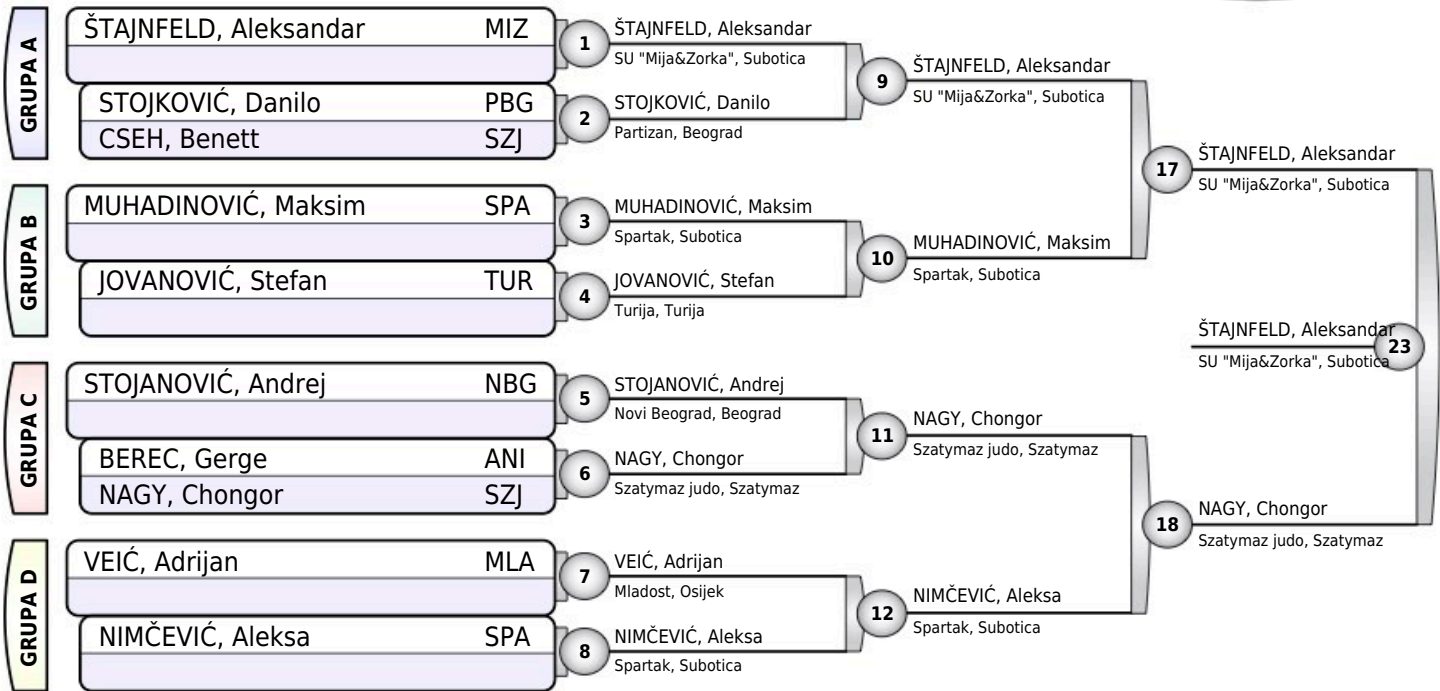 GRUPA A
ŠTAJNFELD, Aleksandar MIZ
STOJKOVIĆ, Danilo PBG
CSEH, Benett SZJ
GRUPA B
MUHADINOVIĆ, Maksim SPA
JOVANOVIĆ, Stefan TUR
GRUPA C
STOJANOVIĆ, Andrej NBG
BEREC, Gerge ANI
NAGY, Chongor SZJ
GRUPA D
VEIĆ, Adrijan MLA
NIMČEVIĆ, Aleksa SPA
1
ŠTAJNFELD, Aleksandar
SU "Mija&Zorka", Subotica
2
STOJKOVIĆ, Danilo
Partizan, Beograd
3
MUHADINOVIĆ, Maksim
Spartak, Subotica
4
JOVANOVIĆ, Stefan
Turija, Turija
5
STOJANOVIĆ, Andrej
Novi Beograd, Beograd
6
NAGY, Chongor
Szatymaz judo, Szatymaz
7
VEIĆ, Adrijan
Mladost, Osijek
8
NIMČEVIĆ, Aleksa
Spartak, Subotica
9
ŠTAJNFELD, Aleksandar
SU "Mija&Zorka", Subotica
10
MUHADINOVIĆ, Maksim
Spartak, Subotica
11
NAGY, Chongor
Szatymaz judo, Szatymaz
12
NIMČEVIĆ, Aleksa
Spartak, Subotica
17
ŠTAJNFELD, Aleksandar
SU "Mija&Zorka", Subotica
18
NAGY, Chongor
Szatymaz judo, Szatymaz
ŠTAJNFELD, Aleksandar
SU "Mija&Zorka", Subotica
23